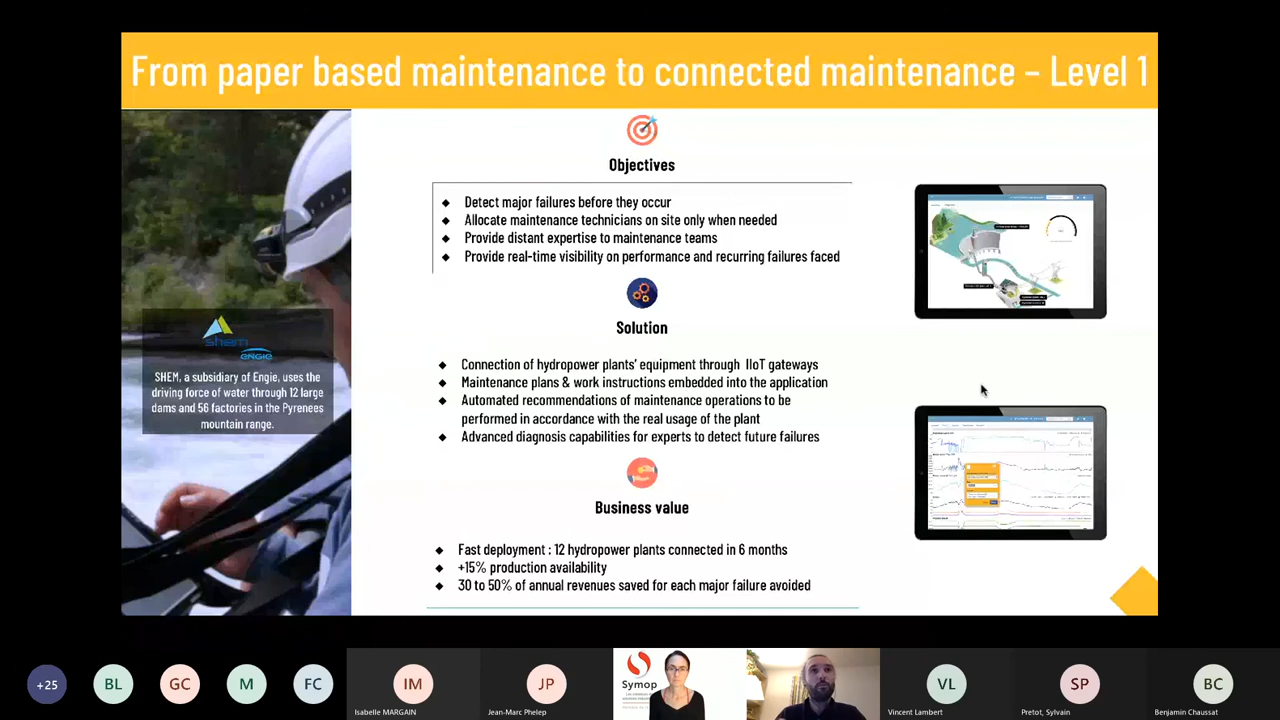 From paper based maintenance to connected maintenance – Level 1
Objectives
◆ Detect major failures before they occur
◆ Allocate maintenance technicians on site only when needed
◆ Provide distant expertise to maintenance teams
◆ Provide real-time visibility on performance and recurring failures faced
shem
ENGIE
SHEM, a subsidiary of Engie, uses the
driving force of water through 12 large
dams and 56 factories in the Pyrenees
mountain range.
Solution
◆ Connection of hydropower plants' equipment through IIoT gateways
◆ Maintenance plans & work instructions embedded into the application
◆ Automated recommendations of maintenance operations to be
performed in accordance with the real usage of the plant
◆ Advanced diagnosis capabilities for experts to detect future failures
Business value
◆ Fast deployment : 12 hydropower plants connected in 6 months
◆ +15% production availability
◆ 30 to 50% of annual revenues saved for each major failure avoided
+25
BL
GC
M
FC
IM
Isabelle MARGAIN
JP
Jean-Marc Phelep
Symop
VL
Vincent Lambert
SP
Pretot, Sylvain
BC
Benjamin Chaussat